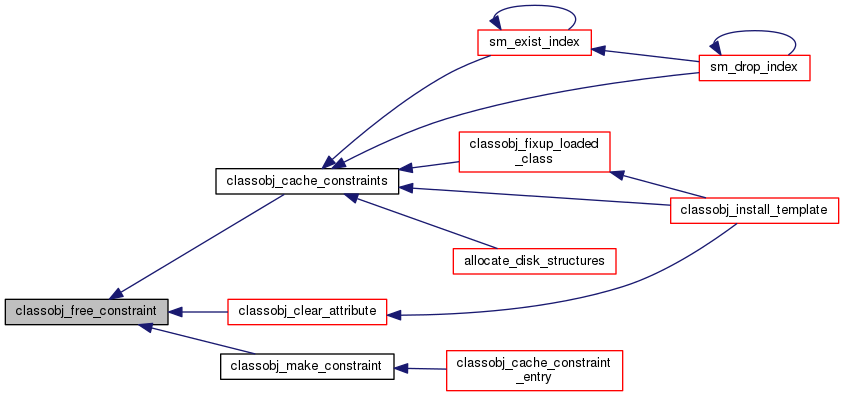 sm_exist_index
sm_drop_index
classobj_fixup_loaded
_class
classobj_cache_constraints
classobj_install_template
allocate_disk_structures
classobj_free_constraint
classobj_clear_attribute
classobj_make_constraint
classobj_cache_constraint
_entry